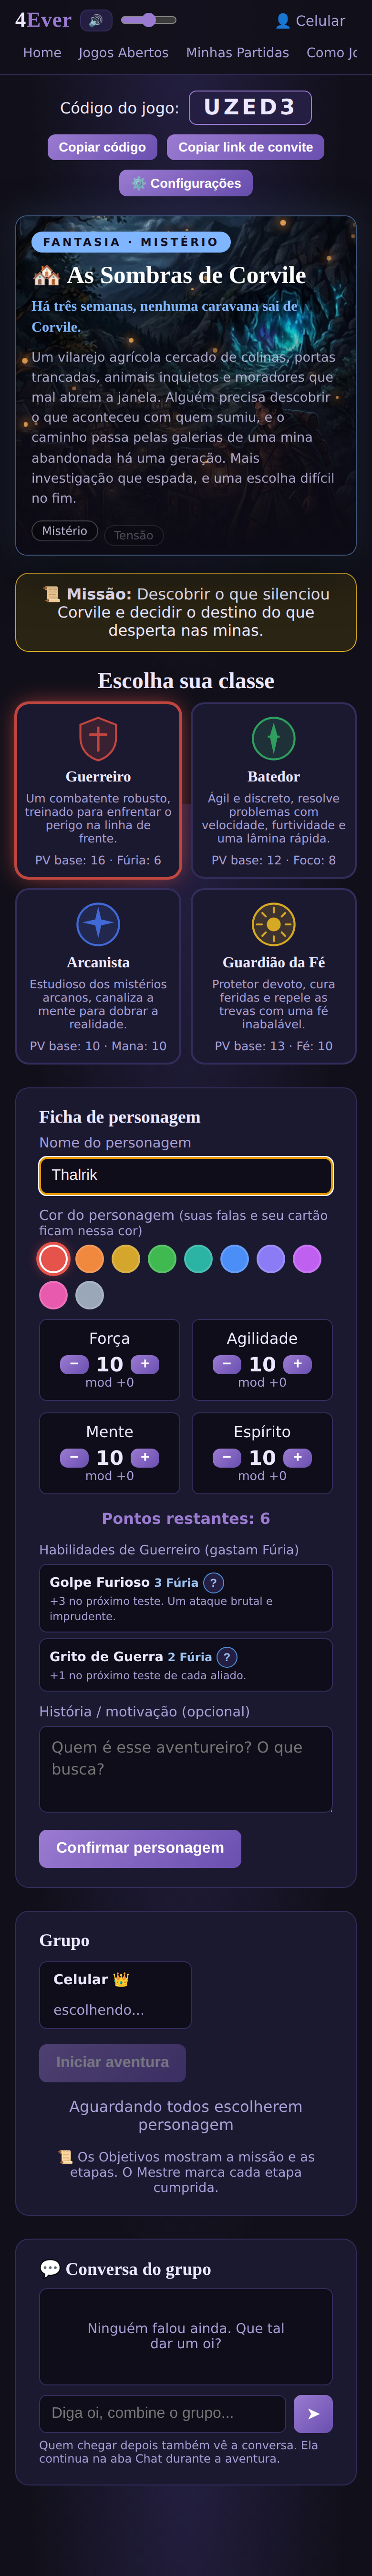 4Ever 🔊 👤 Celular
Home Jogos Abertos Minhas Partidas Como Jo
Código do jogo: UZED3
Copiar código Copiar link de convite
⚙️ Configurações
FANTASIA · MISTÉRIO
🏘️ As Sombras de Corvile
Há três semanas, nenhuma caravana sai de
Corvile.
Um vilarejo agrícola cercado de colinas, portas
trancadas, animais inquietos e moradores que
mal abrem a janela. Alguém precisa descobrir
o que aconteceu com quem sumiu, e o
caminho passa pelas galerias de uma mina
abandonada há uma geração. Mais
investigação que espada, e uma escolha difícil
no fim.
Mistério Tensão
📜 Missão: Descobrir o que silenciou
Corvile e decidir o destino do que
desperta nas minas.
Escolha sua classe
Guerreiro
Um combatente robusto,
treinado para enfrentar o
perigo na linha de
frente.
PV base: 16 · Fúria: 6
Batedor
Ágil e discreto, resolve
problemas com
velocidade, furtividade e
uma lâmina rápida.
PV base: 12 · Foco: 8
Arcanista
Estudioso dos mistérios
arcanos, canaliza a
mente para dobrar a
realidade.
PV base: 10 · Mana: 10
Guardião da Fé
Protetor devoto, cura
feridas e repele as
trevas com uma fé
inabalável.
PV base: 13 · Fé: 10
Ficha de personagem
Nome do personagem
Thalrik
Cor do personagem (suas falas e seu cartão
ficam nessa cor)
Força
− 10 +
mod +0
Agilidade
− 10 +
mod +0
Mente
− 10 +
mod +0
Espírito
− 10 +
mod +0
Pontos restantes: 6
Habilidades de Guerreiro (gastam Fúria)
Golpe Furioso 3 Fúria ?
+3 no próximo teste. Um ataque brutal e
imprudente.
Grito de Guerra 2 Fúria ?
+1 no próximo teste de cada aliado.
História / motivação (opcional)
Quem é esse aventureiro? O que
busca?
Confirmar personagem
Grupo
Celular 👑
escolhendo...
Iniciar aventura
Aguardando todos escolherem
personagem
📜 Os Objetivos mostram a missão e as
etapas. O Mestre marca cada etapa
cumprida.
💬 Conversa do grupo
Ninguém falou ainda. Que tal
dar um oi?
Diga oi, combine o grupo... ➤
Quem chegar depois também vê a conversa. Ela
continua na aba Chat durante a aventura.